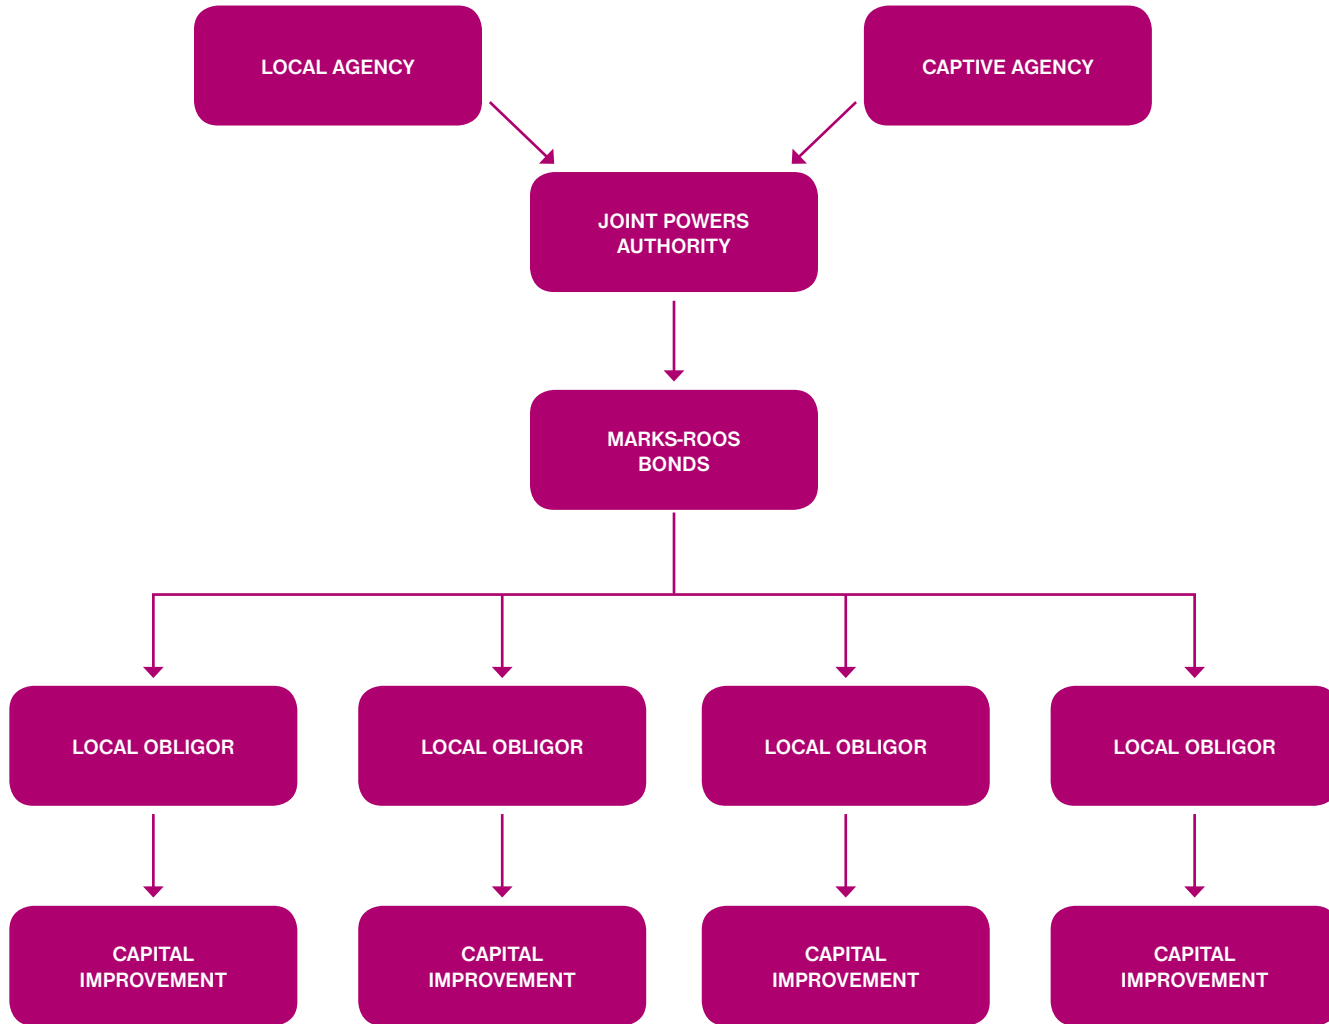 LOCAL AGENCY
CAPTIVE AGENCY
JOINT POWERS
AUTHORITY
MARKS-ROOS
BONDS
LOCAL OBLIGOR
LOCAL OBLIGOR
LOCAL OBLIGOR
LOCAL OBLIGOR
CAPITAL
IMPROVEMENT
CAPITAL
IMPROVEMENT
CAPITAL
IMPROVEMENT
CAPITAL
IMPROVEMENT